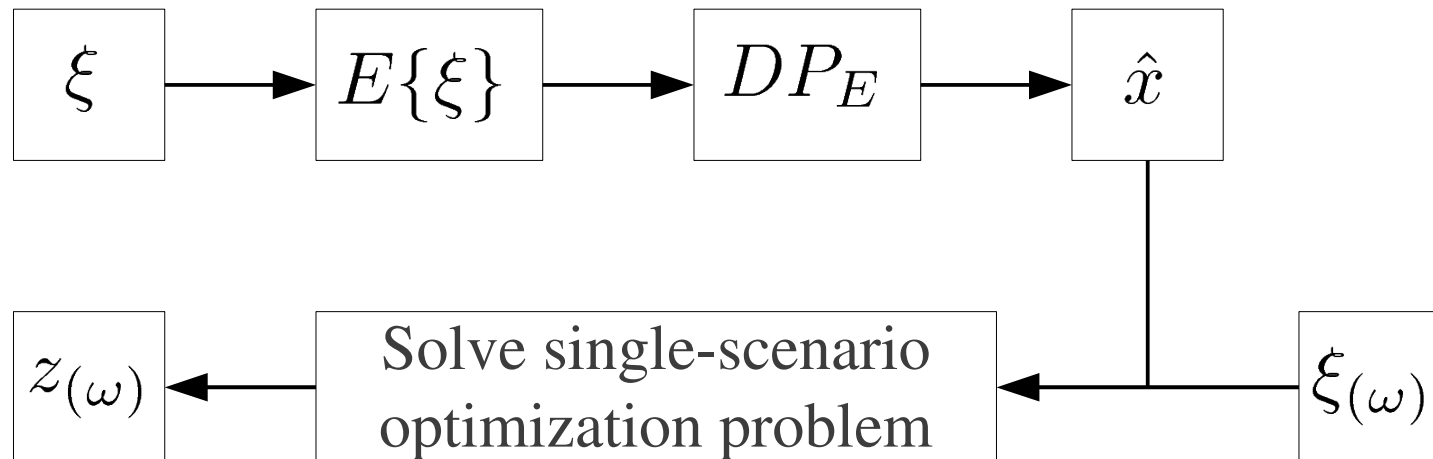 ξ
E{ξ}
DP_E
x̂
z_(ω)
Solve single-scenario
optimization problem
ξ_(ω)